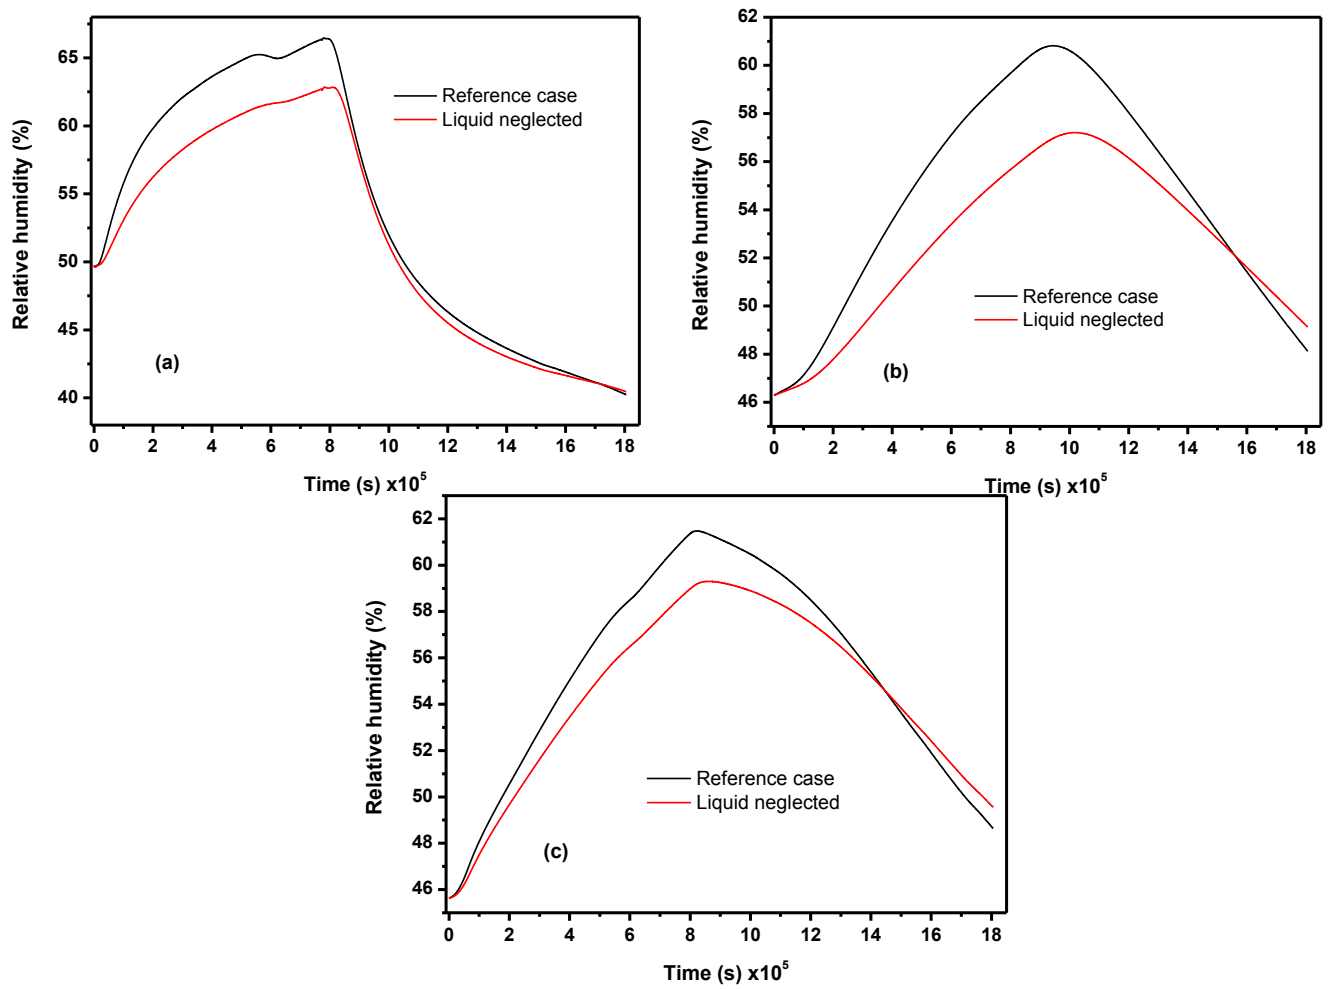 65
60
55
50
45
40
Relative humidity (%)
Reference case
Liquid neglected
(a)
0 2 4 6 8 10 12 14 16 18
Time (s) x10⁵
62
60
58
56
54
52
50
48
46
Relative humidity (%)
Reference case
Liquid neglected
(b)
0 2 4 6 8 10 12 14 16 18
Time (s) x10⁵
62
60
58
56
54
52
50
48
46
Relative humidity (%)
Reference case
Liquid neglected
(c)
0 2 4 6 8 10 12 14 16 18
Time (s) x10⁵